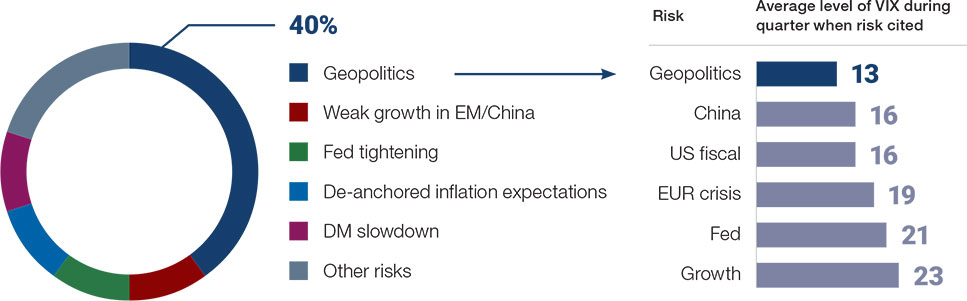 40%
Geopolitics
Weak growth in EM/China
Fed tightening
De-anchored inflation expectations
DM slowdown
Other risks
Risk
Average level of VIX during
quarter when risk cited
Geopolitics 13
China 16
US fiscal 16
EUR crisis 19
Fed 21
Growth 23